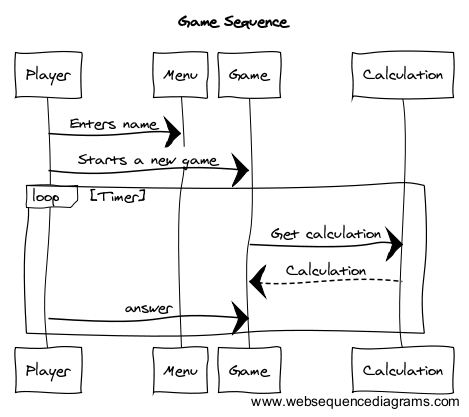 Game Sequence
Player Menu Game Calculation
Enters name
Starts a new game
loop [Timer]
Get calculation
Calculation
answer
Player Menu Game Calculation
www.websequencediagrams.com